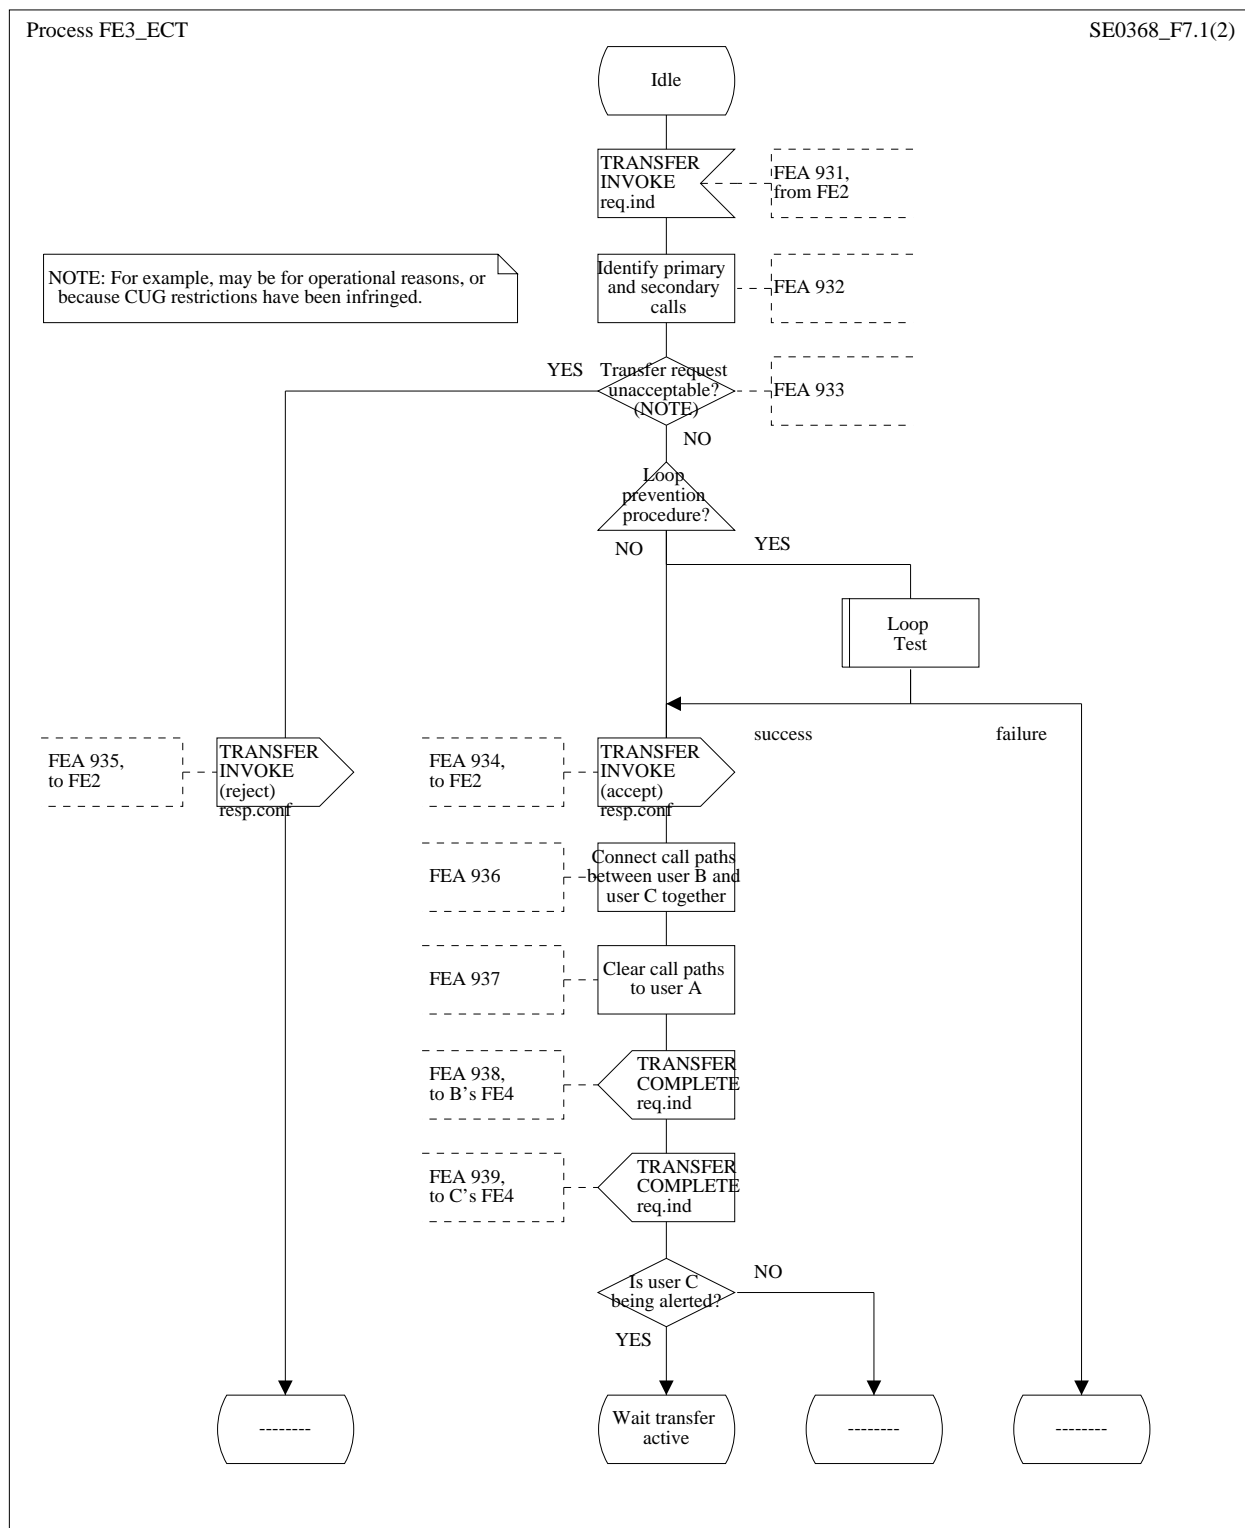 Process FE3_ECT
SE0368_F7.1(2)
Idle
TRANSFER
INVOKE
req.ind
FEA 931,
from FE2
NOTE: For example, may be for operational reasons, or
because CUG restrictions have been infringed.
Identify primary
and secondary
calls
FEA 932
YES
Transfer request
unacceptable?
(NOTE)
FEA 933
NO
Loop
prevention
procedure?
NO
YES
Loop
Test
success
failure
FEA 935,
to FE2
TRANSFER
INVOKE
(reject)
resp.conf
FEA 934,
to FE2
TRANSFER
INVOKE
(accept)
resp.conf
FEA 936
Connect call paths
between user B and
user C together
FEA 937
Clear call paths
to user A
FEA 938,
to B's FE4
TRANSFER
COMPLETE
req.ind
FEA 939,
to C's FE4
TRANSFER
COMPLETE
req.ind
Is user C
being alerted?
NO
YES
--------
Wait transfer
active
--------
--------